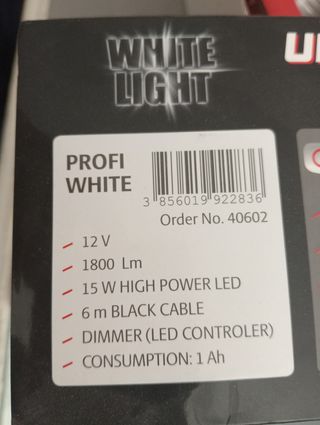 WHITE
LIGHT
PROFI
WHITE
3 856019 922836
Order No. 40602
12 V
1800 Lm
15 W HIGH POWER LED
6 m BLACK CABLE
DIMMER (LED CONTROLER)
CONSUMPTION: 1 Ah